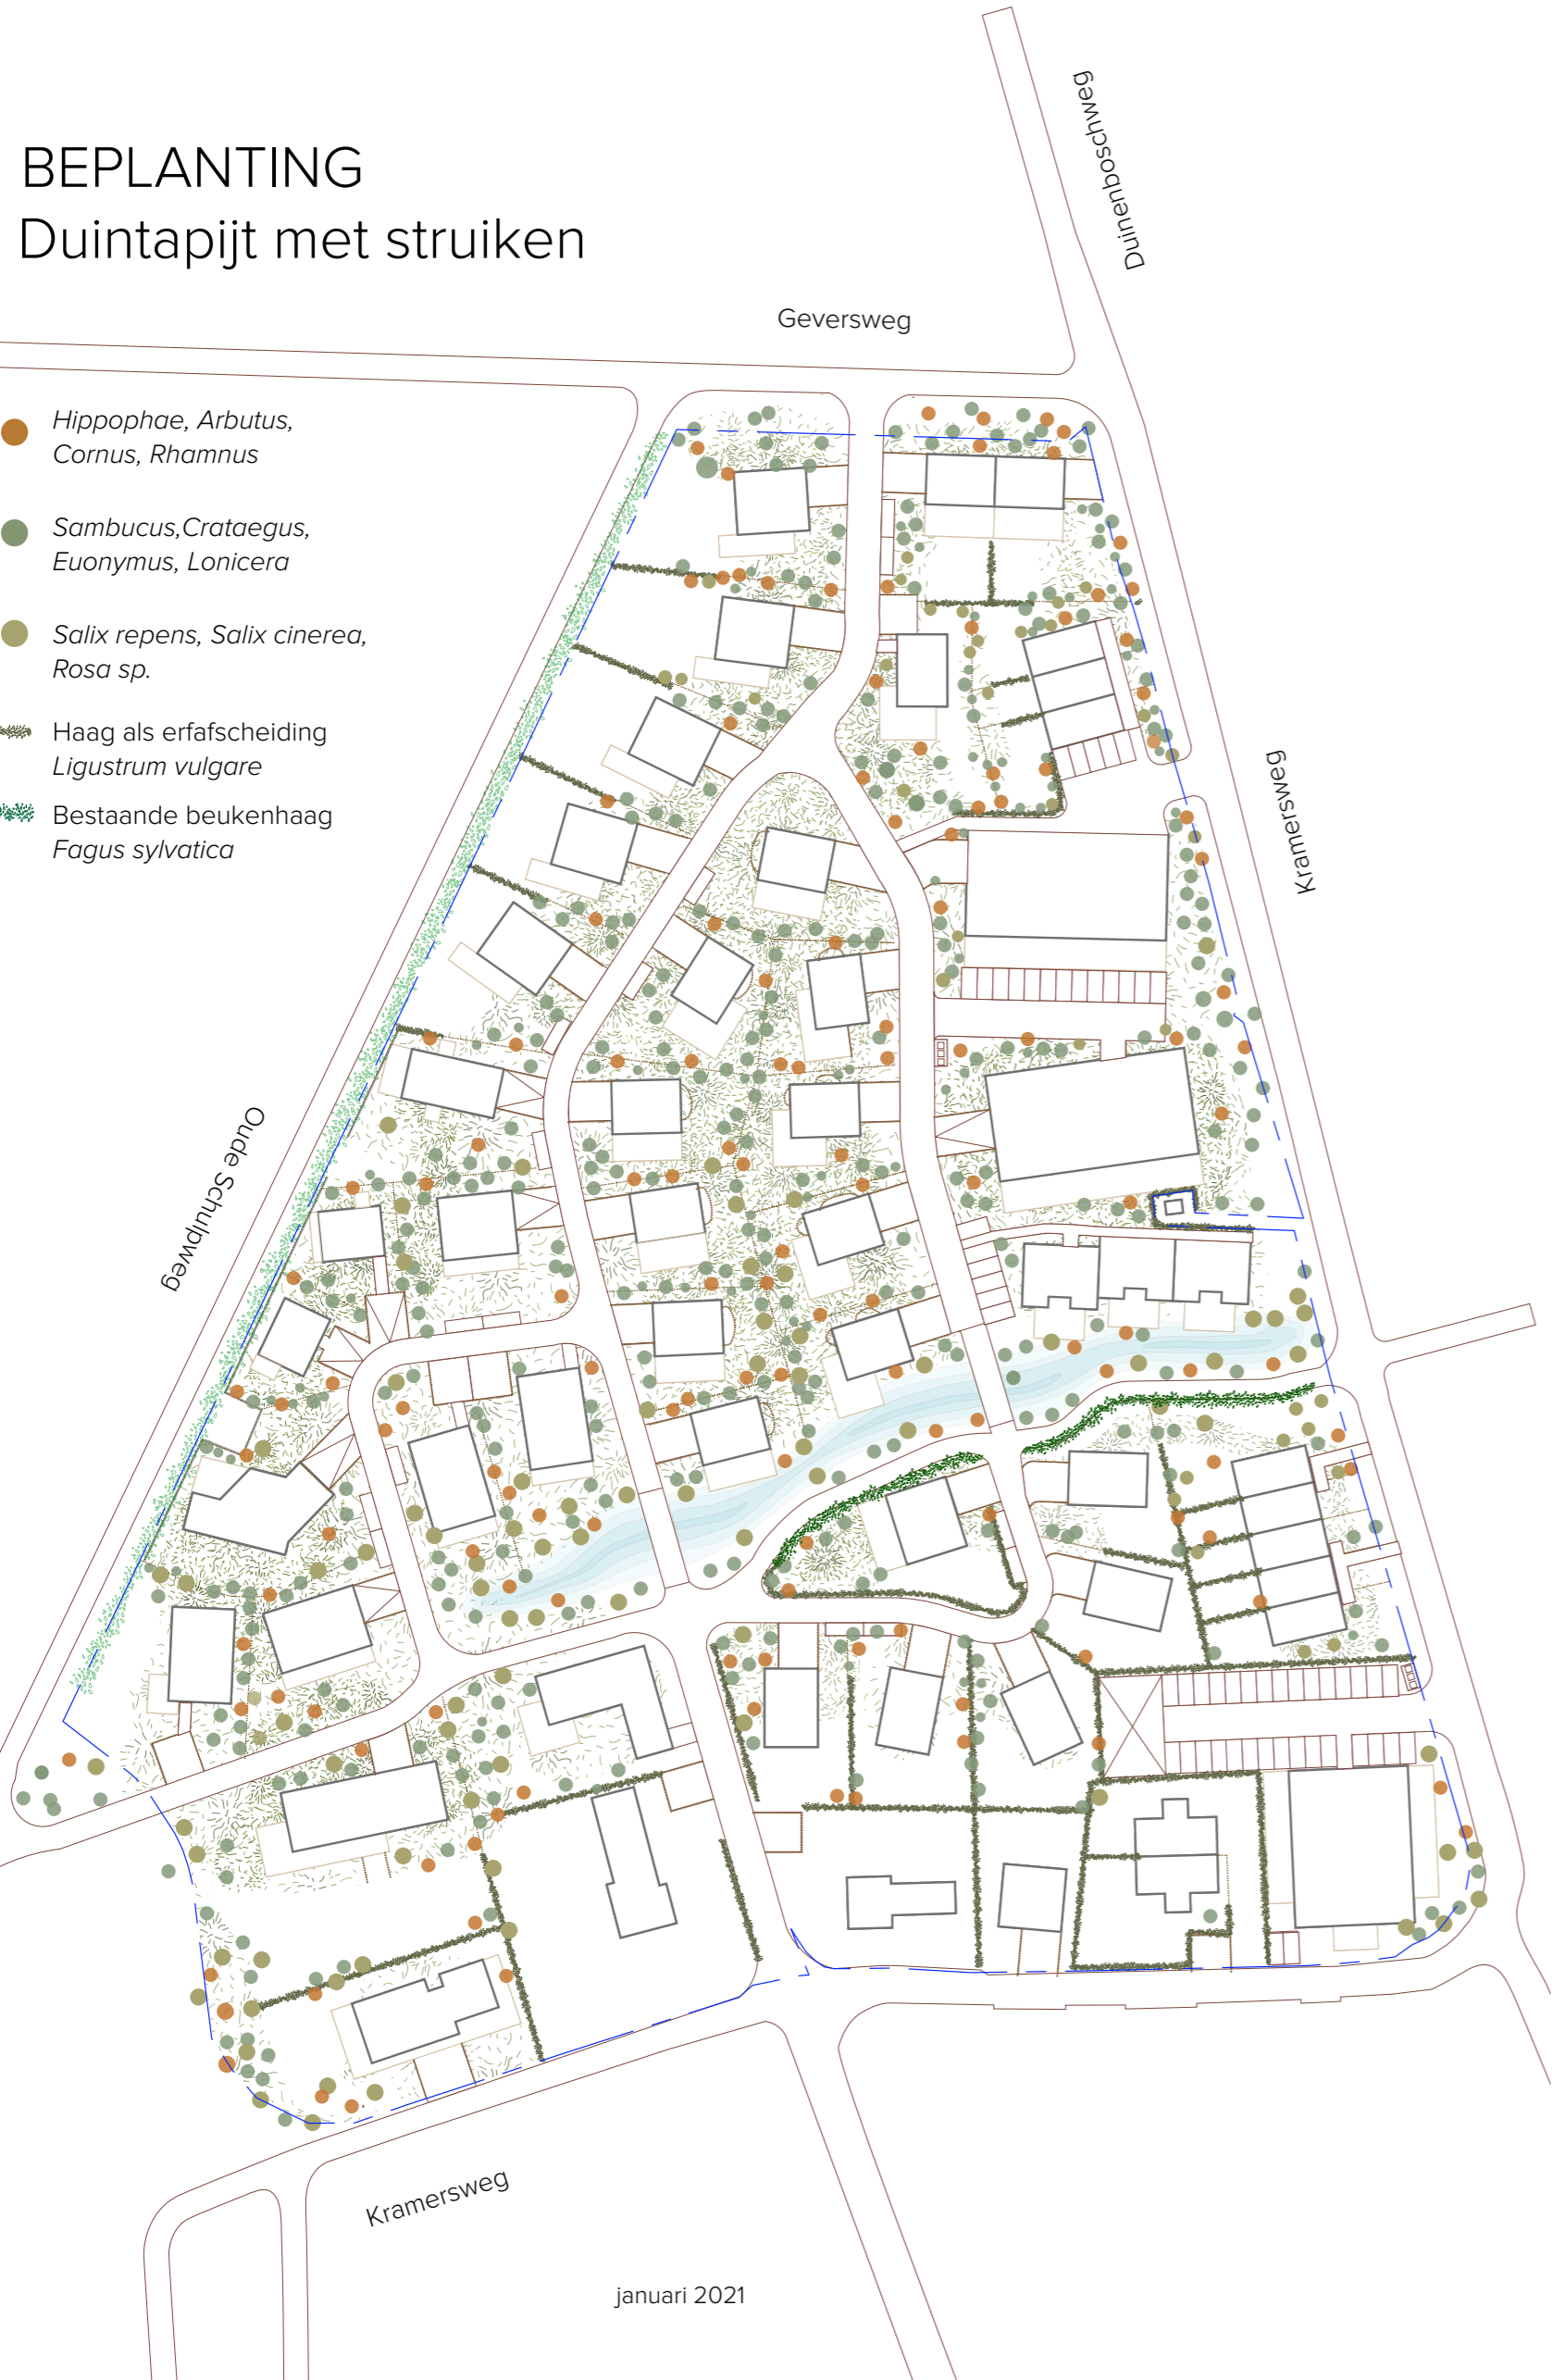 BEPLANTING
Duintapijt met struiken
Duinenboschweg
Geversweg
Hippophae, Arbutus,
Cornus, Rhamnus
Sambucus,Crataegus,
Euonymus, Lonicera
Salix repens, Salix cinerea,
Rosa sp.
Haag als erfafscheiding
Ligustrum vulgare
Bestaande beukenhaag
Fagus sylvatica
Kramersweg
Oude Schulpweg
Kramersweg
januari 2021